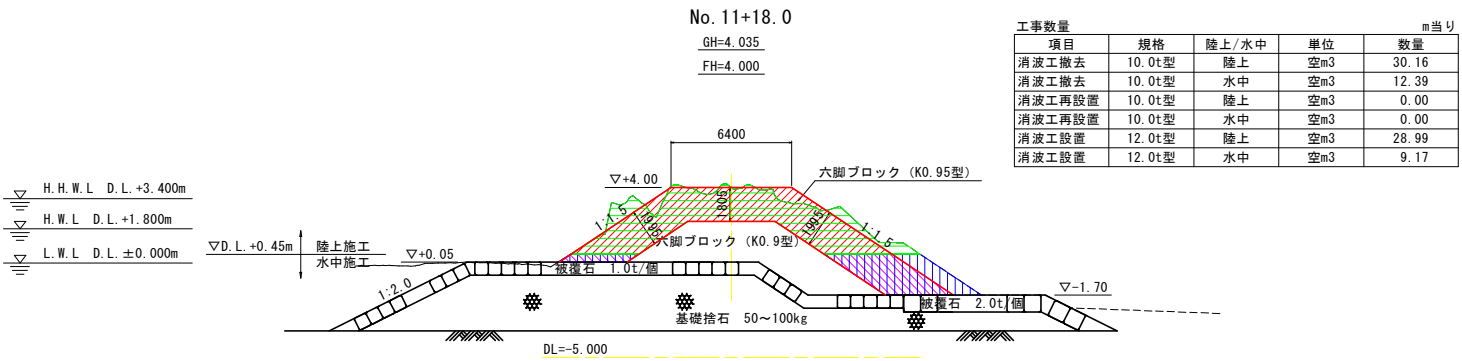 No.11+18.0
GH=4.035
FH=4.000
工事数量 m当り
項目 規格 陸上/水中 単位 数量
消波工撤去 10.0t型 陸上 空m3 30.16
消波工撤去 10.0t型 水中 空m3 12.39
消波工再設置 10.0t型 陸上 空m3 0.00
消波工再設置 10.0t型 水中 空m3 0.00
消波工設置 12.0t型 陸上 空m3 28.99
消波工設置 12.0t型 水中 空m3 9.17
6400
六脚ブロック (K0.95型)
▽+4.00
H.H.W.L D.L.+3.400m
H.W.L D.L.+1.800m
L.W.L D.L.±0.000m
▽D.L.+0.45m
陸上施工
水中施工
1:1.5
1995
1805
1995
1:1.5
六脚ブロック (K0.9型)
▽+0.05
被覆石 1.0t/個
1:2.0
▽-1.70
被覆石 2.0t/個
基礎捨石 50～100kg
DL=-5.000